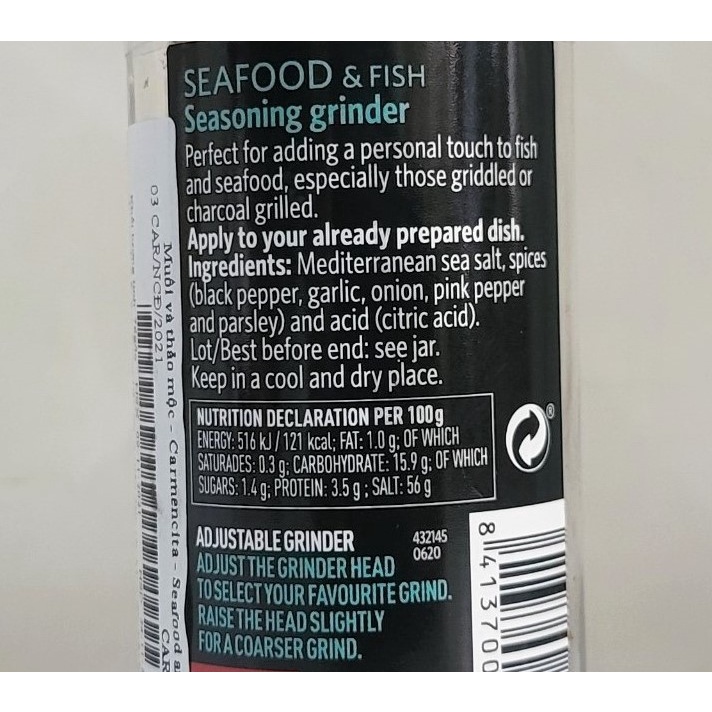 SEAFOOD & FISH
Seasoning grinder
Perfect for adding a personal touch to fish
and seafood, especially those griddled or
charcoal grilled.
Apply to your already prepared dish.
Ingredients: Mediterranean sea salt, spices
(black pepper, garlic, onion, pink pepper
and parsley) and acid (citric acid).
Lot/Best before end: see jar.
Keep in a cool and dry place.
NUTRITION DECLARATION PER 100g
ENERGY: 516 kJ / 121 kcal; FAT: 1.0 g; OF WHICH
SATURADES: 0.3 g; CARBOHYDRATE: 15.9 g; OF WHICH
SUGARS: 1.4 g; PROTEIN: 3.5 g ; SALT: 56 g
®
ADJUSTABLE GRINDER
ADJUST THE GRINDER HEAD
TO SELECT YOUR FAVOURITE GRIND.
RAISE THE HEAD SLIGHTLY
FOR A COARSER GRIND.
432145
0620
8 413700
Muối và thảo mộc - Carmencita - Seafood a
03 CAR/NCĐ/2021
CAR